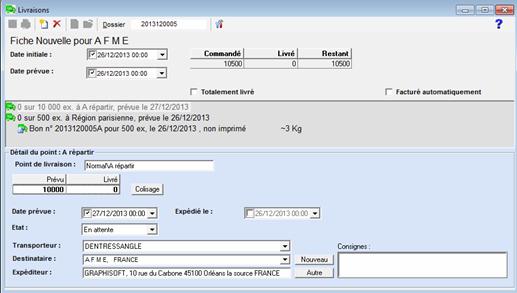 Livraisons
Dossier 2013120005 ?
Fiche Nouvelle pour A F M E
Date initiale : 26/12/2013 00:00
Date prévue : 26/12/2013 00:00
Commandé Livré Restant
10500 0 10500
Totalement livré Facturé automatiquement
0 sur 10 000 ex. à A répartir, prévue le 27/12/2013
0 sur 500 ex. à Région parisienne, prévue le 26/12/2013
Bon n° 2013120005A pour 500 ex, le 26/12/2013 , non imprimé ~3 Kg
Détail du point : A répartir
Point de livraison : Normal\A répartir
Prévu Livré
10000 0 Colisage
Date prévue : 27/12/2013 00:00 Expédié le : 26/12/2013 00:00
Etat : En attente
Transporteur : DENTRESSANGLE
Consignes :
Destinataire : A F M E, FRANCE Nouveau
Expéditeur : GRAPHISOFT, 10 rue du Carbone 45100 Orléans la source FRANCE Autre